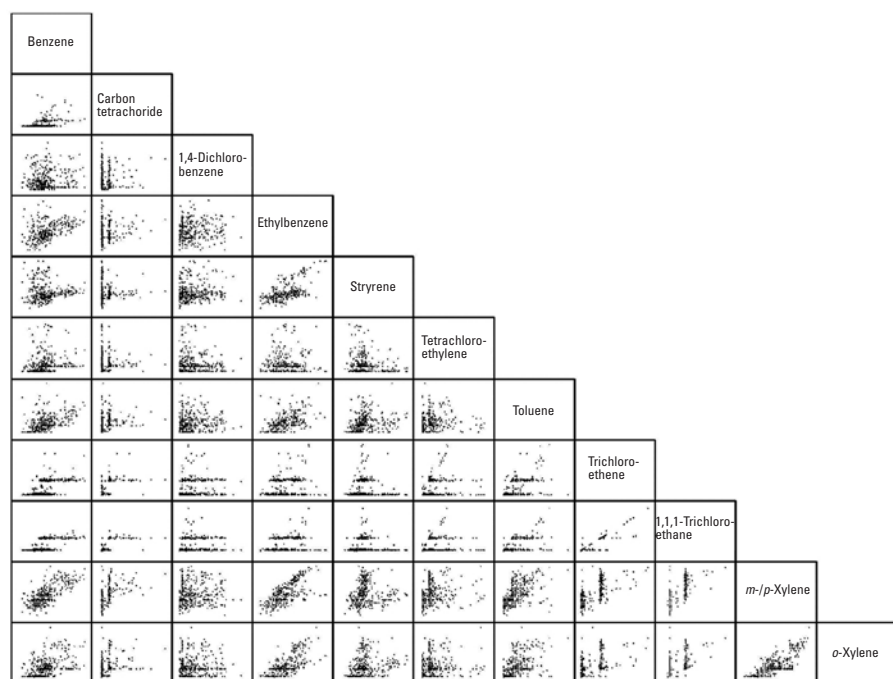 Benzene
Carbon
tetrachoride
1,4-Dichloro-
benzene
Ethylbenzene
Stryrene
Tetrachloro-
ethylene
Toluene
Trichloro-
ethene
1,1,1-Trichloro-
ethane
m-/p-Xylene
o-Xylene